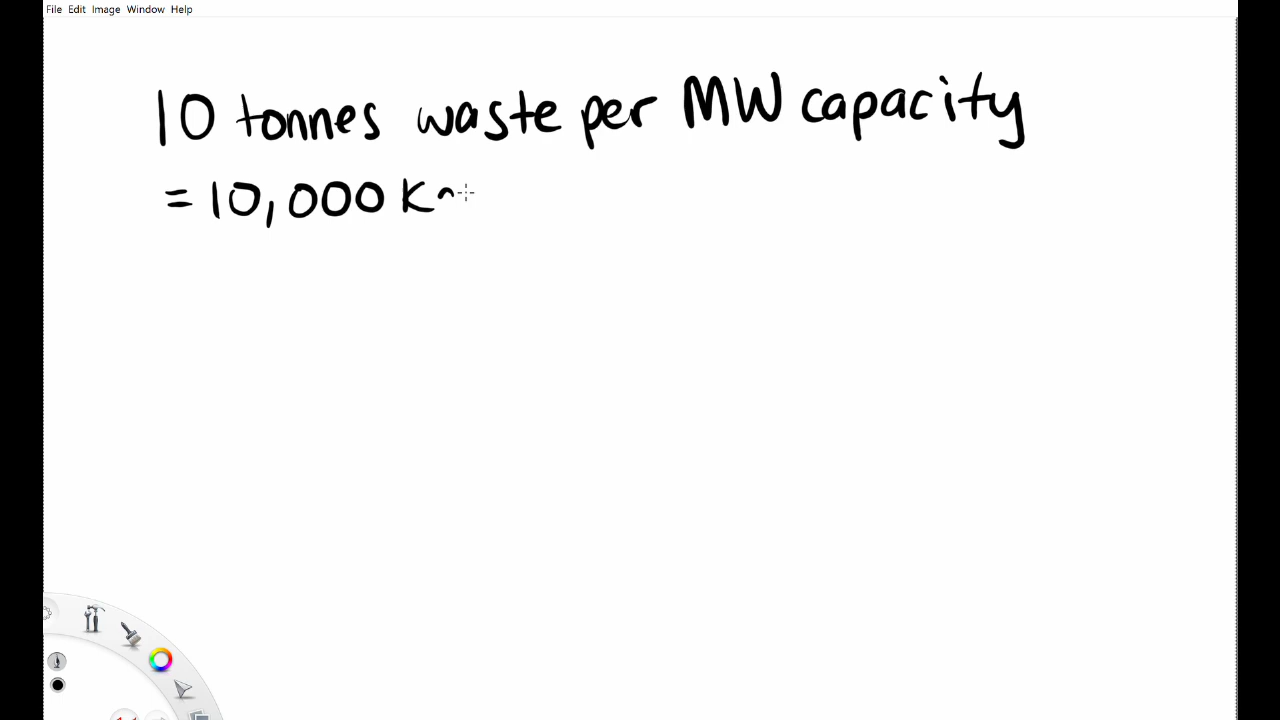 File Edit Image Window Help
10 tonnes waste per MW capacity
= 10,000 K